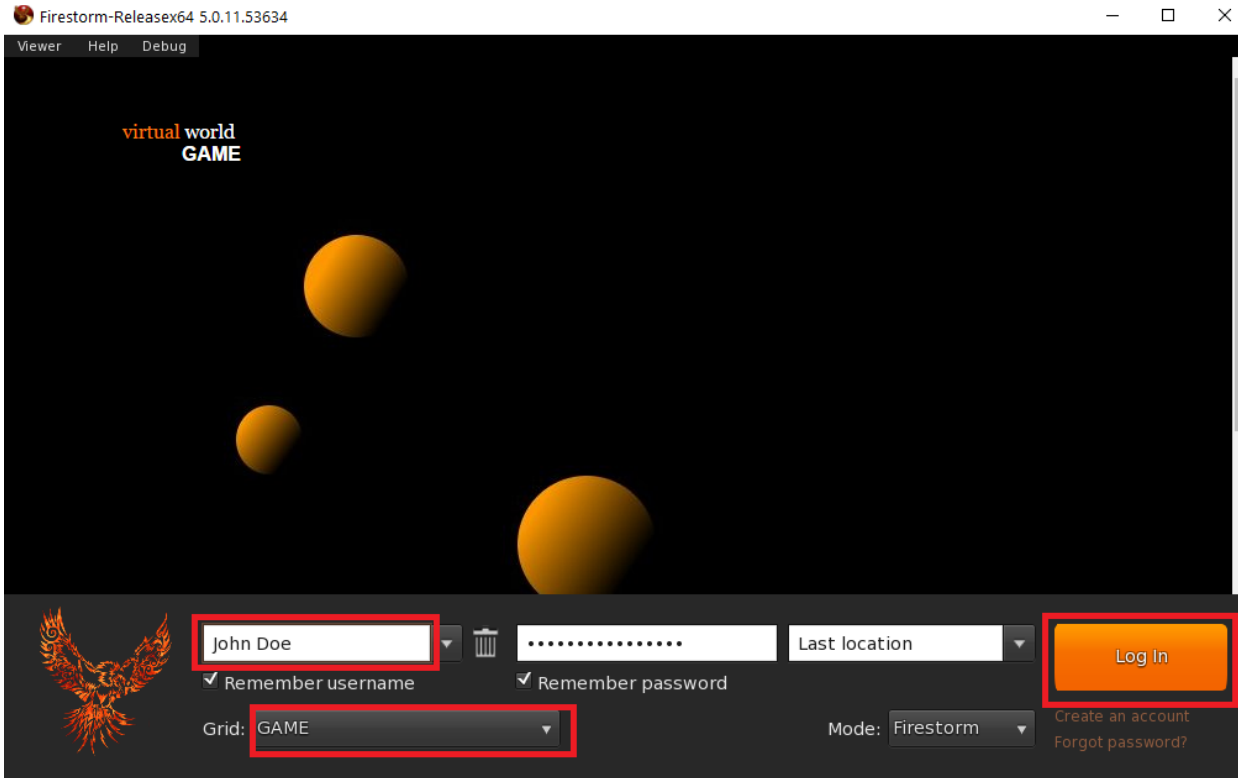 Firestorm-Releasex64 5.0.11.53634
Viewer Help Debug
virtual world
GAME
John Doe
••••••••••••••••
Last location
Log In
Remember username
Remember password
Grid: GAME
Mode: Firestorm
Create an account
Forgot password?